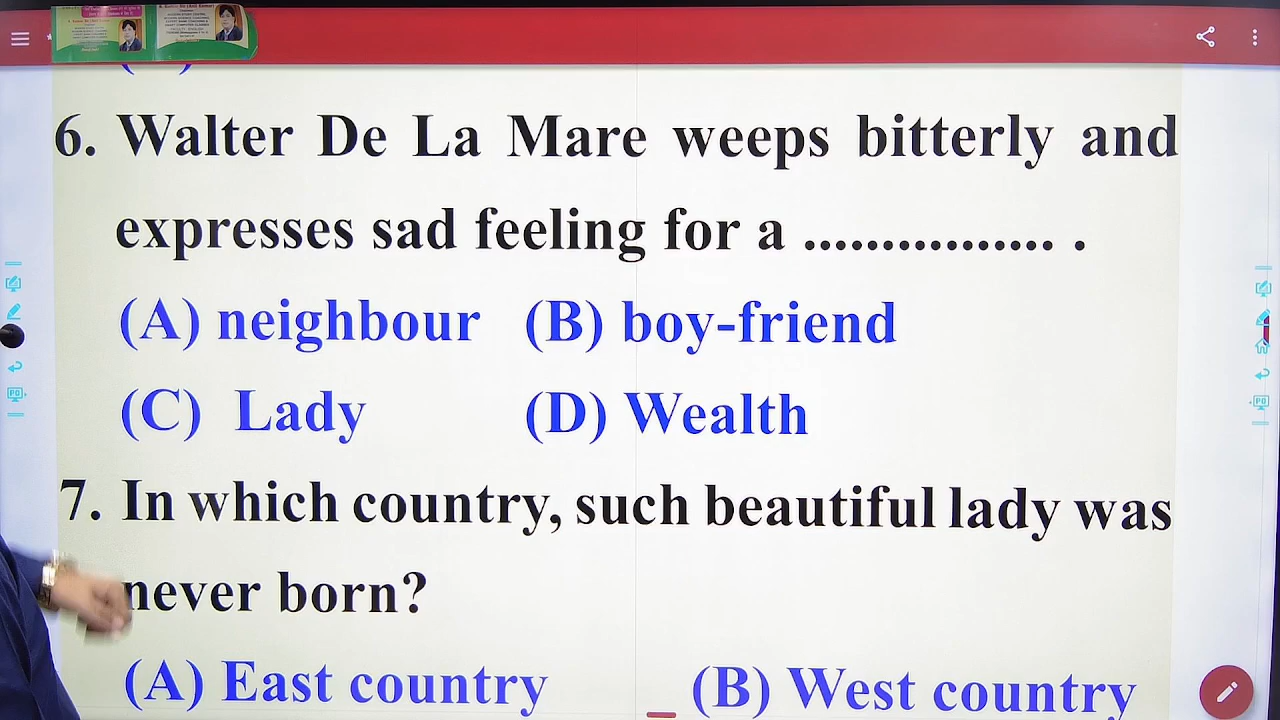 6. Walter De La Mare weeps bitterly and
expresses sad feeling for a ................ .
(A) neighbour (B) boy-friend
(C) Lady (D) Wealth
7. In which country, such beautiful lady was
never born?
(A) East country (B) West country